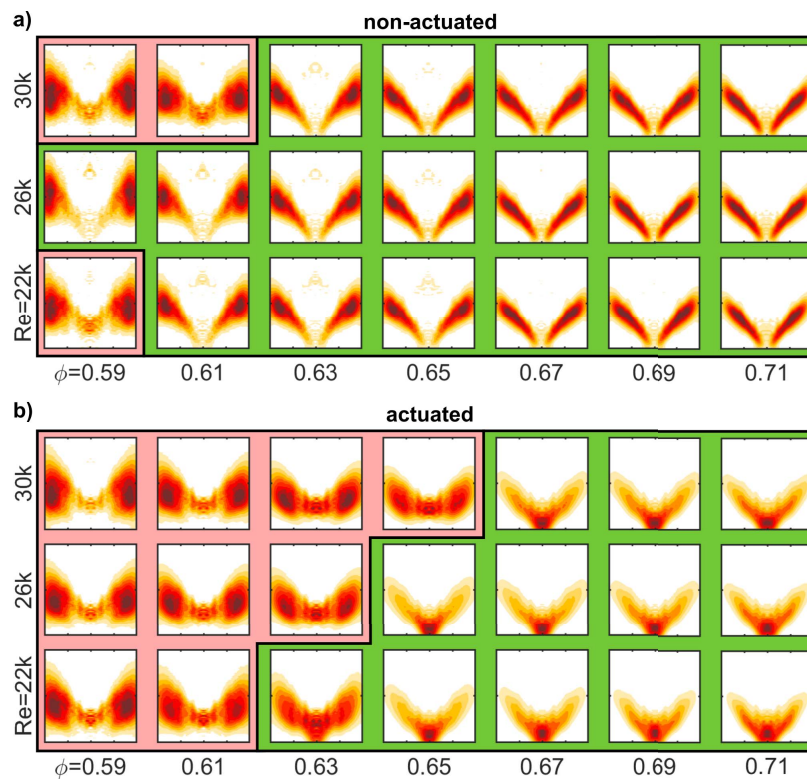 a) non-actuated
30k
26k
Re=22k
ϕ=0.59 0.61 0.63 0.65 0.67 0.69 0.71
b) actuated
30k
26k
Re=22k
ϕ=0.59 0.61 0.63 0.65 0.67 0.69 0.71